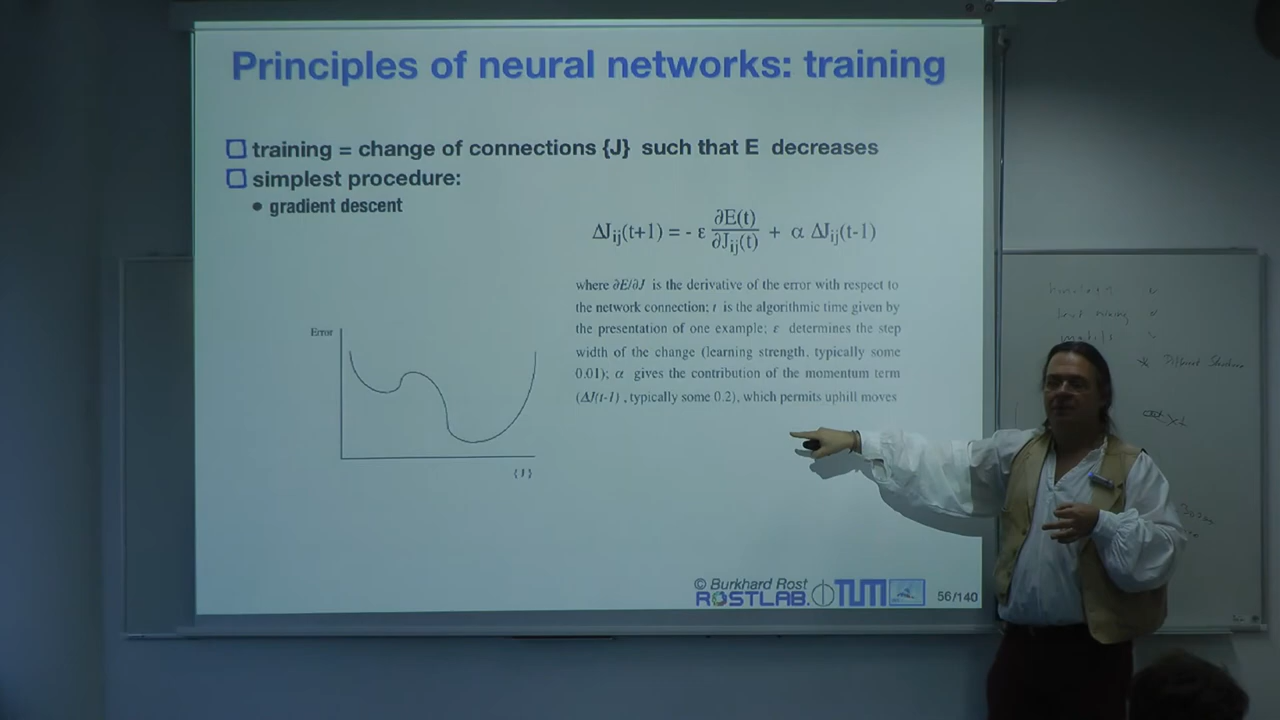 Principles of neural networks: training
training = change of connections {J} such that E decreases
simplest procedure:
• gradient descent
ΔJij(t+1) = - ε ∂E(t)/∂Jij(t) + α ΔJij(t-1)
where ∂E/∂J is the derivative of the error with respect to
the network connection; t is the algorithmic time given by
the presentation of one example; ε determines the step
width of the change (learning strength, typically some
0.01); α gives the contribution of the momentum term
(ΔJ(t-1) , typically some 0.2), which permits uphill moves
Error
{J}
© Burkhard Rost
ROSTLAB. TUM
56/140
motifs
Different